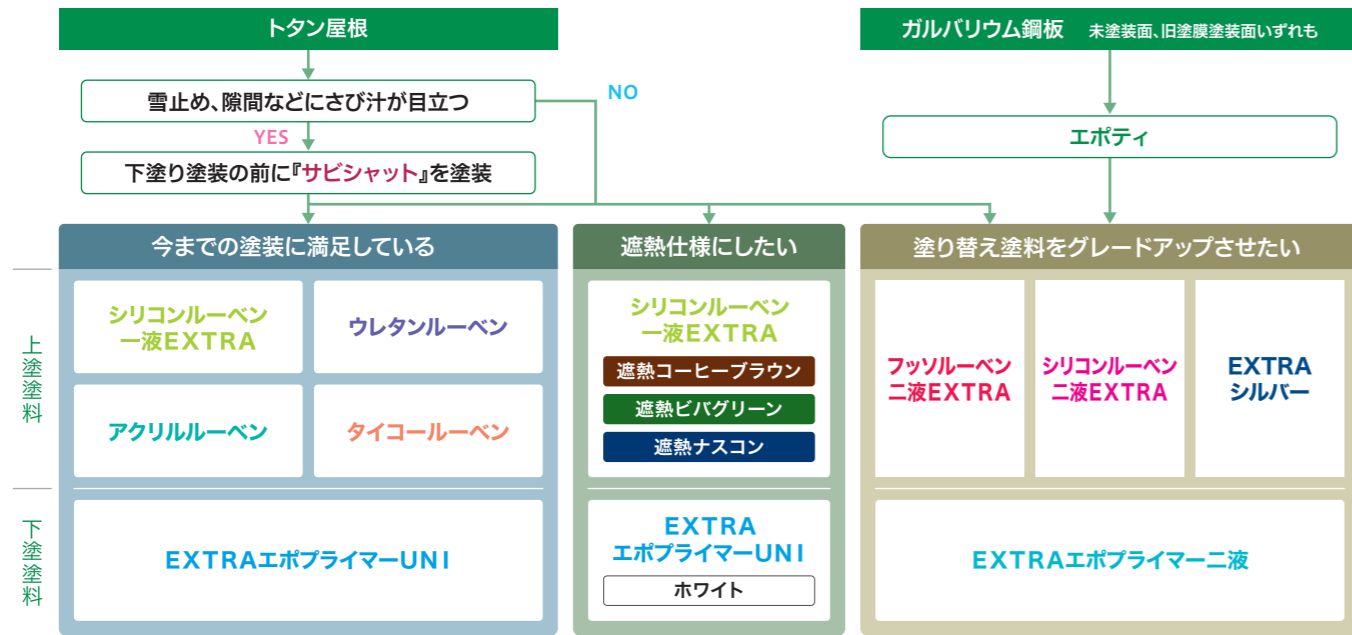 トタン屋根
ガルバリウム鋼板 未塗装面、旧塗膜塗装面いずれも
雪止め、隙間などにさび汁が目立つ
NO
YES
エポティ
下塗り塗装の前に『サビシャット』を塗装
今までの塗装に満足している
遮熱仕様にしたい
塗り替え塗料をグレードアップさせたい
上塗塗料
シリコンルーベン
一液EXTRA
ウレタンルーベン
アクリルルーベン
タイコールーベン
シリコンルーベン
一液EXTRA
遮熱コーヒーブラウン
遮熱ビバグリーン
遮熱ナスコン
フッソルーベン
二液EXTRA
シリコンルーベン
二液EXTRA
EXTRA
シルバー
下塗塗料
EXTRAエポプライマーUNI
EXTRA
エポプライマーUNI
ホワイト
EXTRAエポプライマー二液